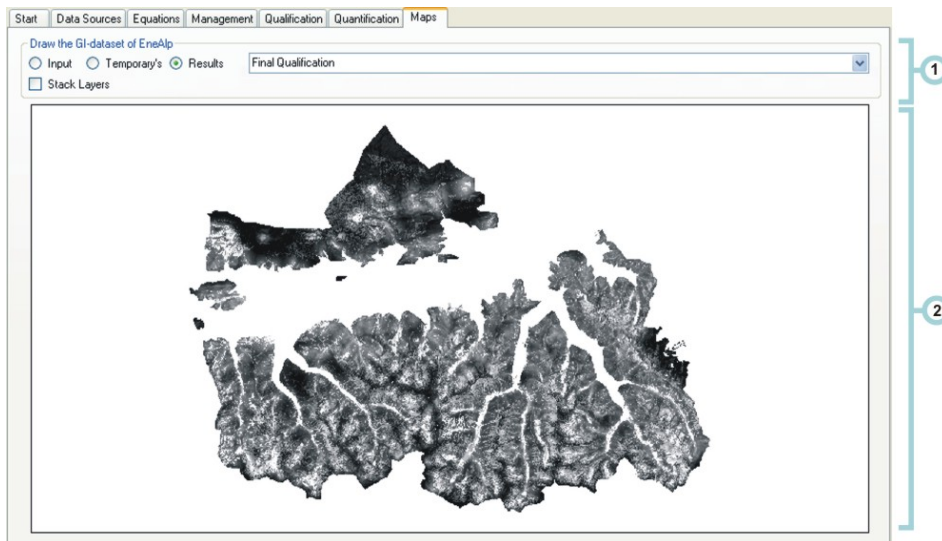 Start Data Sources Equations Management Qualification Quantification Maps
Draw the GI-dataset of EneAlp
Input Temporary's Results Final Qualification
Stack Layers
1
2